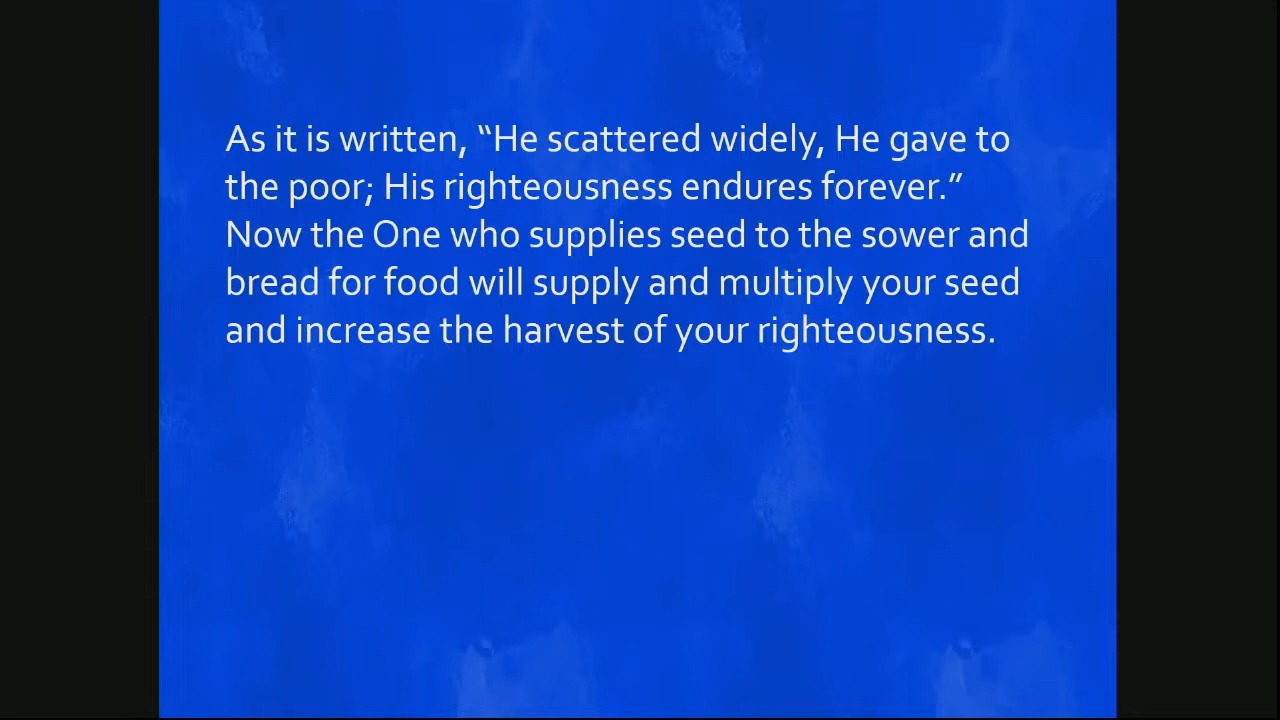 As it is written, “He scattered widely, He gave to
the poor; His righteousness endures forever.”
Now the One who supplies seed to the sower and
bread for food will supply and multiply your seed
and increase the harvest of your righteousness.